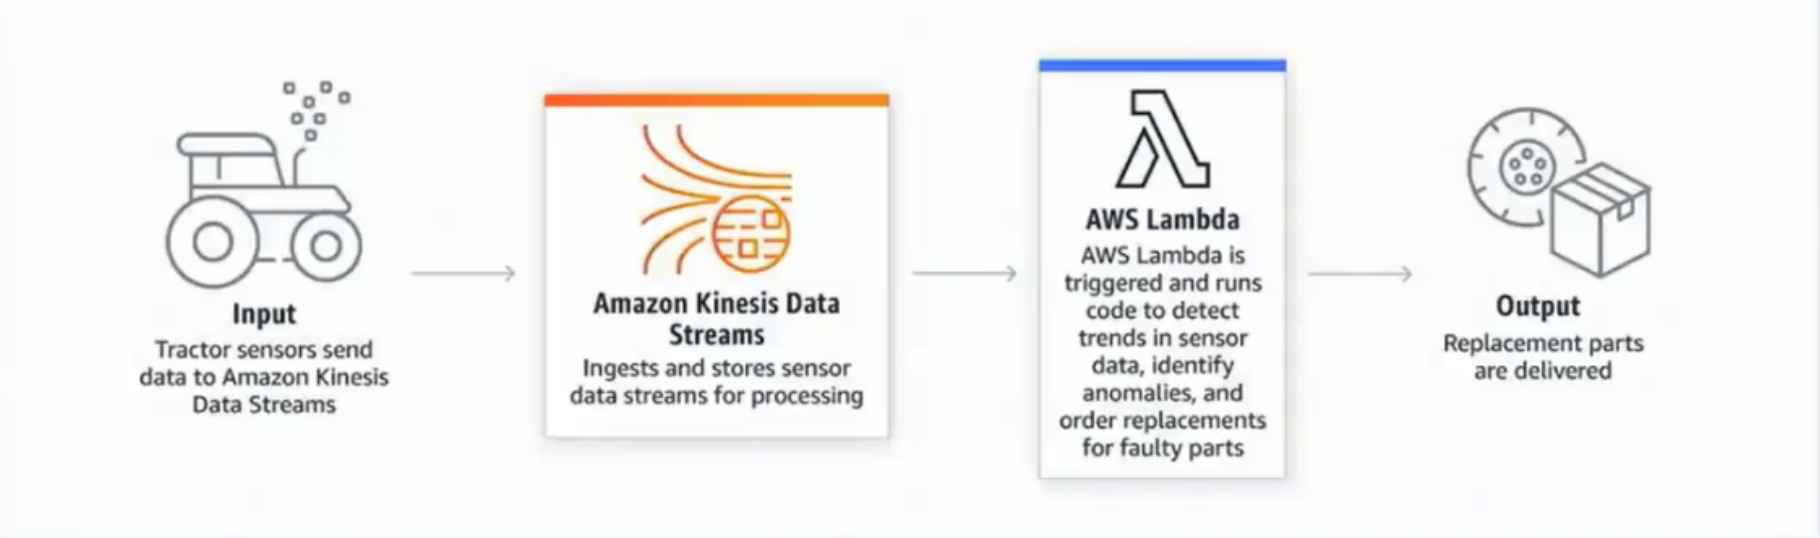 Input
Tractor sensors send
data to Amazon Kinesis
Data Streams
Amazon Kinesis Data
Streams
Ingests and stores sensor
data streams for processing
AWS Lambda
AWS Lambda is
triggered and runs
code to detect
trends in sensor
data, identify
anomalies, and
order replacements
for faulty parts
Output
Replacement parts
are delivered